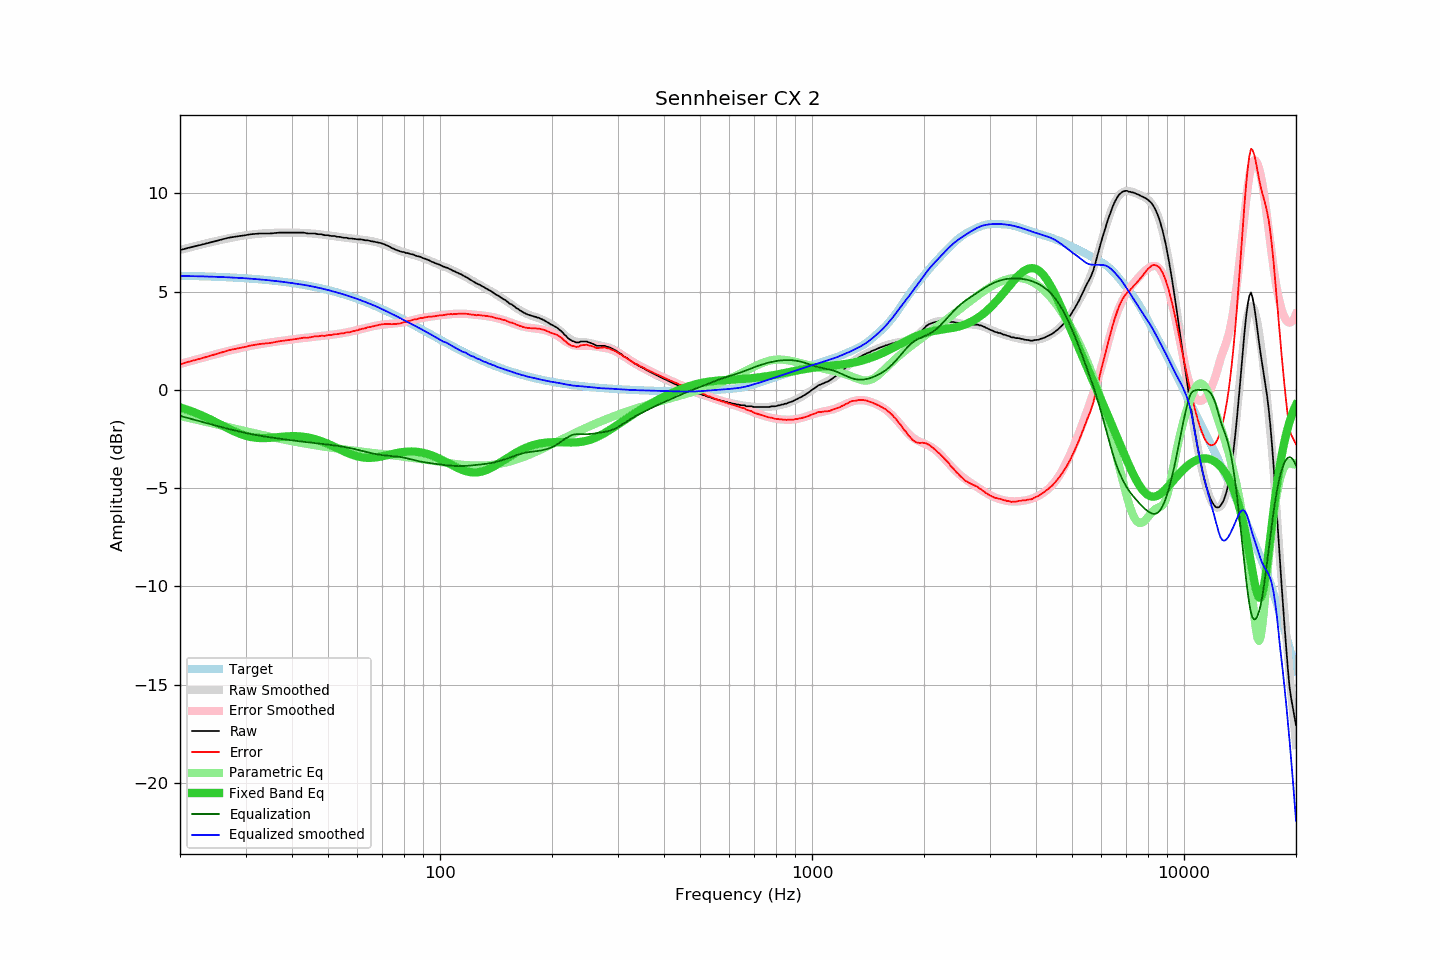 Sennheiser CX 2
Amplitude (dBr)
10
5
0
−5
−10
−15
−20
Target
Raw Smoothed
Error Smoothed
Raw
Error
Parametric Eq
Fixed Band Eq
Equalization
Equalized smoothed
100 1000 10000
Frequency (Hz)